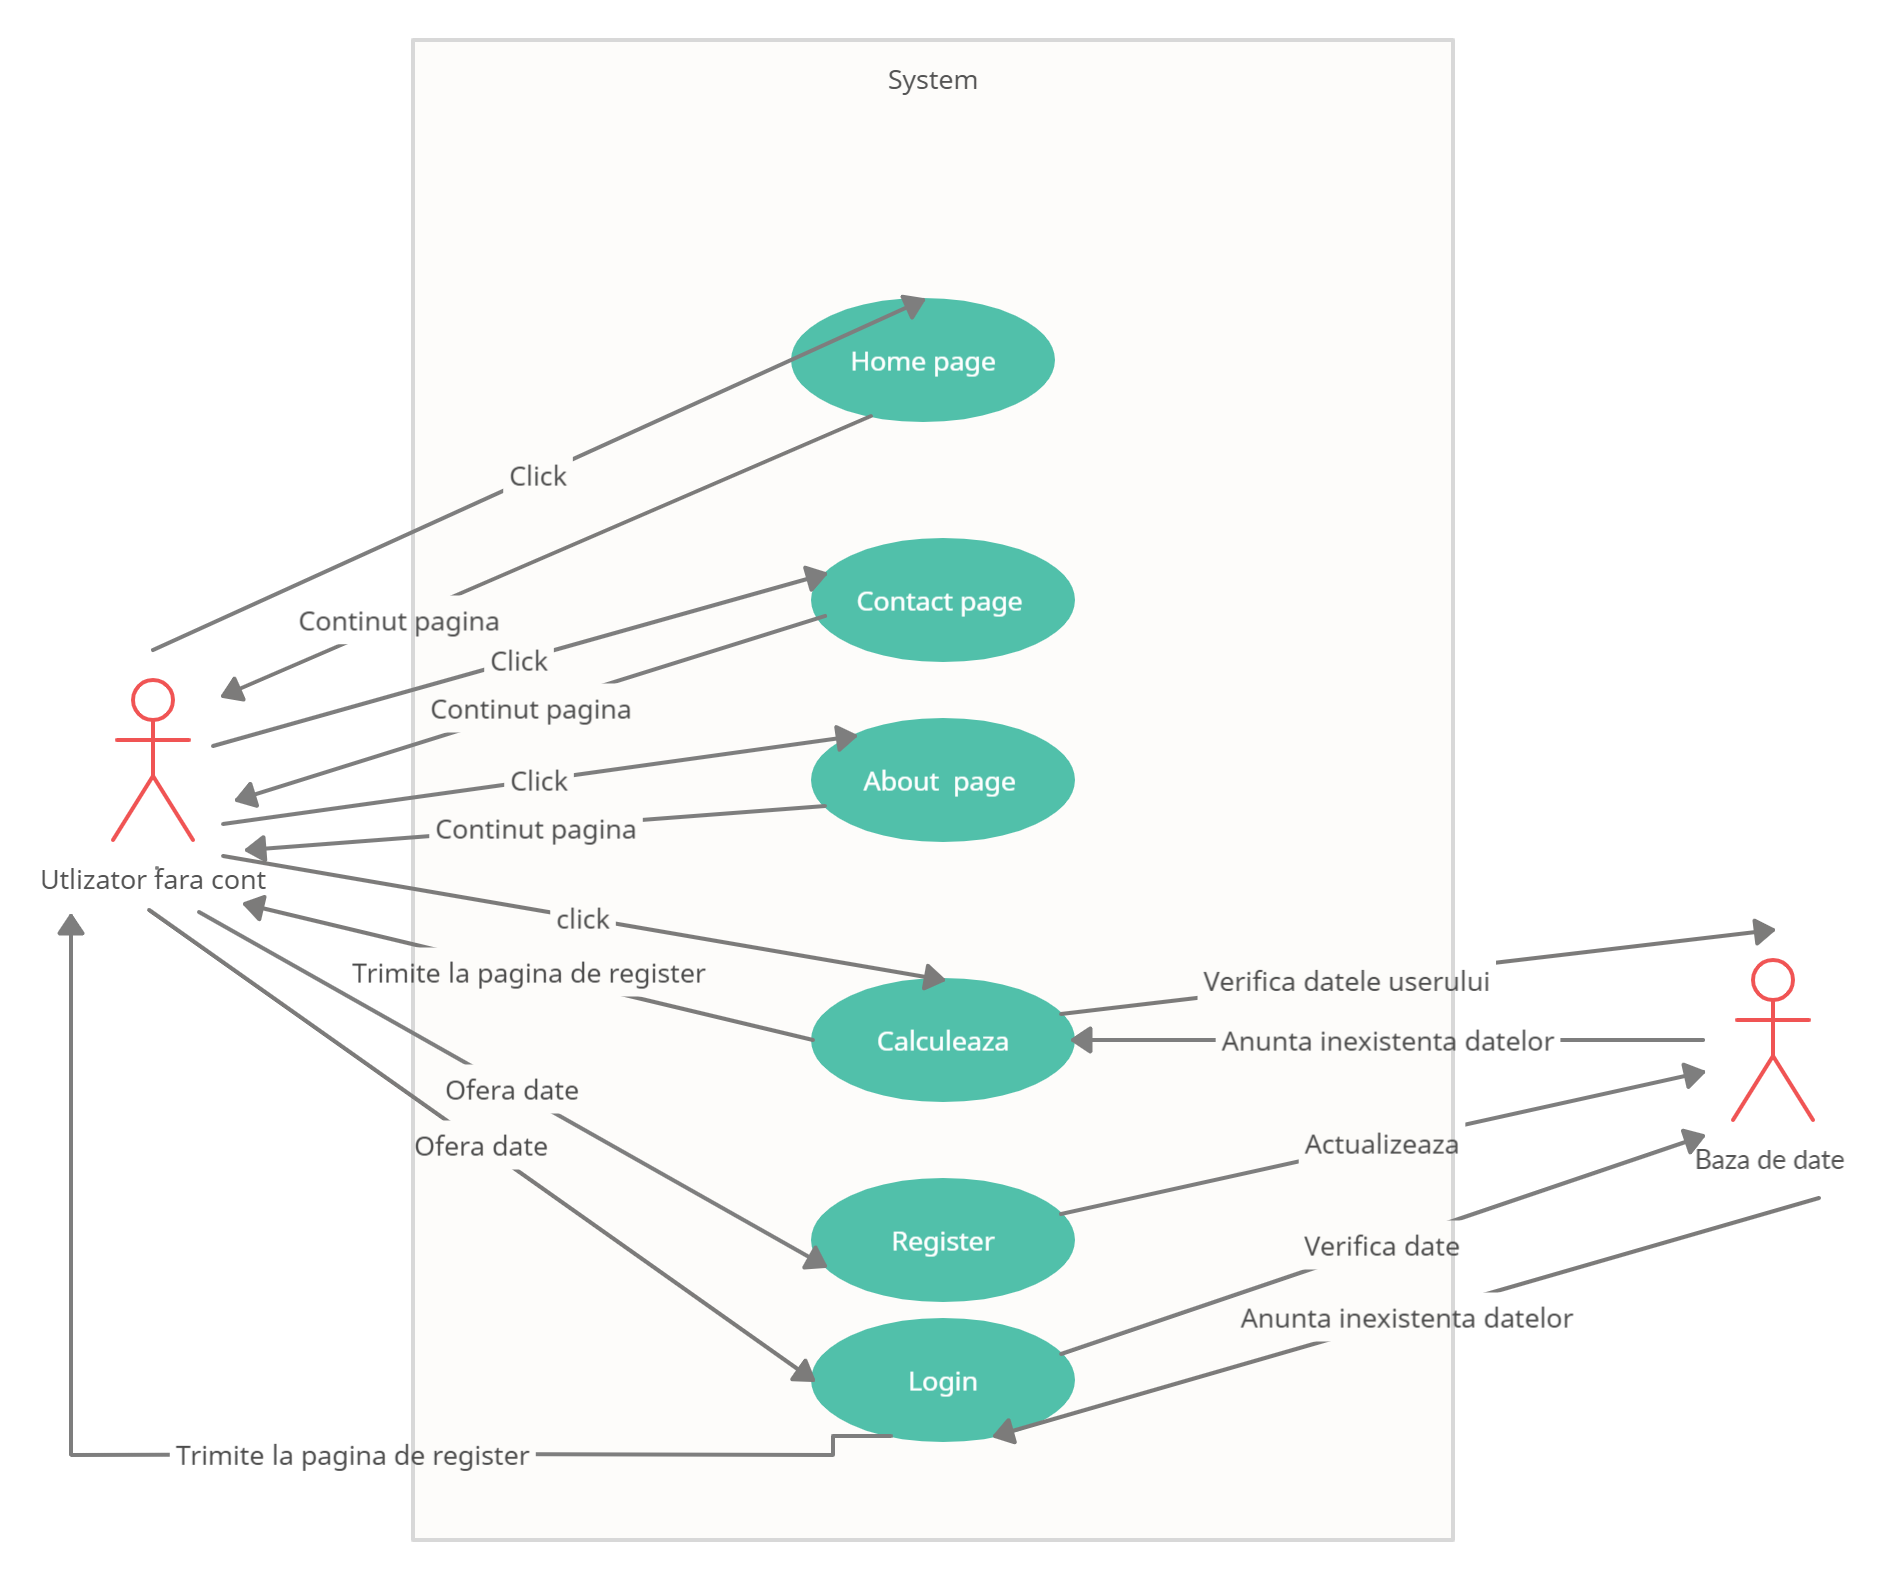 System
Home page
Click
Contact page
Continut pagina
Click
Continut pagina
About  page
Click
Continut pagina
Utlizator fara cont
click
Trimite la pagina de register
Verifica datele userului
Calculeaza
Anunta inexistenta datelor
Ofera date
Ofera date
Actualizeaza
Baza de date
Register
Verifica date
Anunta inexistenta datelor
Login
Trimite la pagina de register